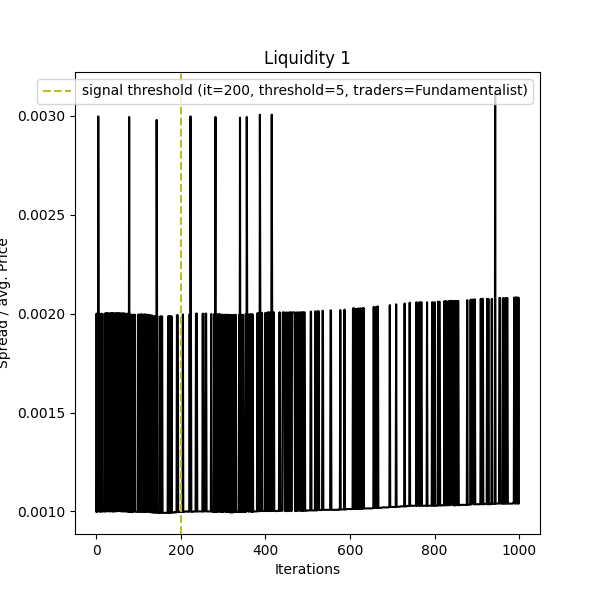 Liquidity 1
signal threshold (it=200, threshold=5, traders=Fundamentalist)
Spread / avg. Price
0.0030
0.0025
0.0020
0.0015
0.0010
0 200 400 600 800 1000
Iterations